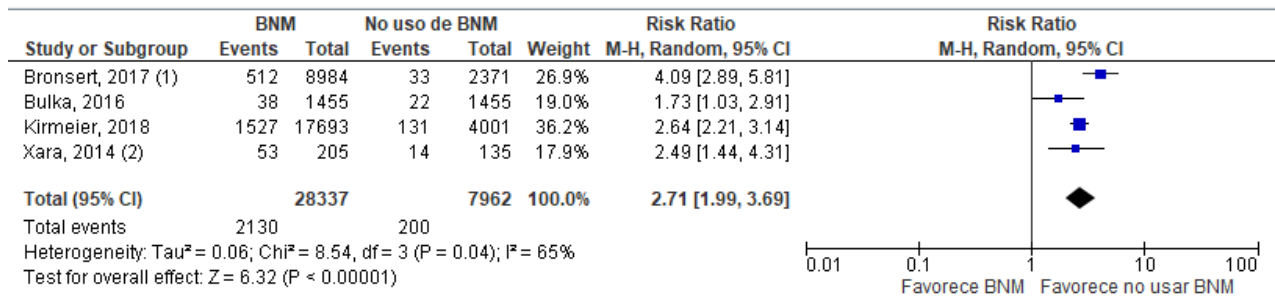 BNM No uso de BNM Risk Ratio Risk Ratio
Study or Subgroup Events Total Events Total Weight M-H, Random, 95% CI M-H, Random, 95% CI
Bronsert, 2017 (1) 512 8984 33 2371 26.9% 4.09 [2.89, 5.81]
Bulka, 2016 38 1455 22 1455 19.0% 1.73 [1.03, 2.91]
Kirmeier, 2018 1527 17693 131 4001 36.2% 2.64 [2.21, 3.14]
Xara, 2014 (2) 53 205 14 135 17.9% 2.49 [1.44, 4.31]
Total (95% CI) 28337 7962 100.0% 2.71 [1.99, 3.69]
Total events 2130 200
Heterogeneity: Tau² = 0.06; Chi² = 8.54, df = 3 (P = 0.04); I² = 65%
Test for overall effect: Z = 6.32 (P < 0.00001)
0.01 0.1 1 10 100
Favorece BNM Favorece no usar BNM